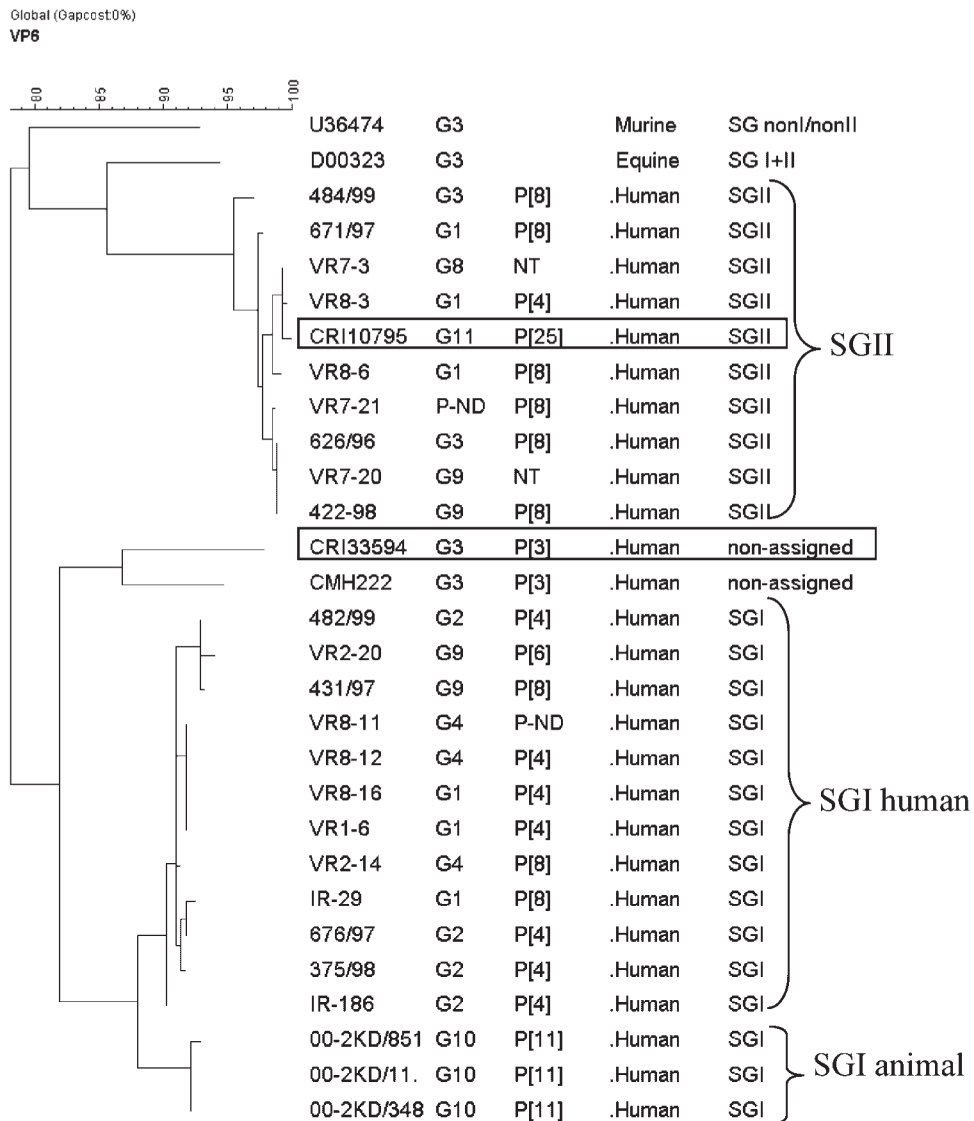 Global (Gapcost:0%)
VP6
80 85 90 95 100
U36474 G3 Murine SG nonI/nonII
D00323 G3 Equine SG I+II
484/99 G3 P[8] .Human SGII
671/97 G1 P[8] .Human SGII
VR7-3 G8 NT .Human SGII
VR8-3 G1 P[4] .Human SGII
CRI10795 G11 P[25] .Human SGII
SGII
VR8-6 G1 P[8] .Human SGII
VR7-21 P-ND P[8] .Human SGII
626/96 G3 P[8] .Human SGII
VR7-20 G9 NT .Human SGII
422-98 G9 P[8] .Human SGII
CRI33594 G3 P[3] .Human non-assigned
CMH222 G3 P[3] .Human non-assigned
482/99 G2 P[4] .Human SGI
VR2-20 G9 P[6] .Human SGI
431/97 G9 P[8] .Human SGI
VR8-11 G4 P-ND .Human SGI
VR8-12 G4 P[4] .Human SGI
VR8-16 G1 P[4] .Human SGI
SGI human
VR1-6 G1 P[4] .Human SGI
VR2-14 G4 P[8] .Human SGI
IR-29 G1 P[8] .Human SGI
676/97 G2 P[4] .Human SGI
375/98 G2 P[4] .Human SGI
IR-186 G2 P[4] .Human SGI
00-2KD/851 G10 P[11] .Human SGI
00-2KD/11. G10 P[11] .Human SGI
SGI animal
00-2KD/348 G10 P[11] .Human SGI